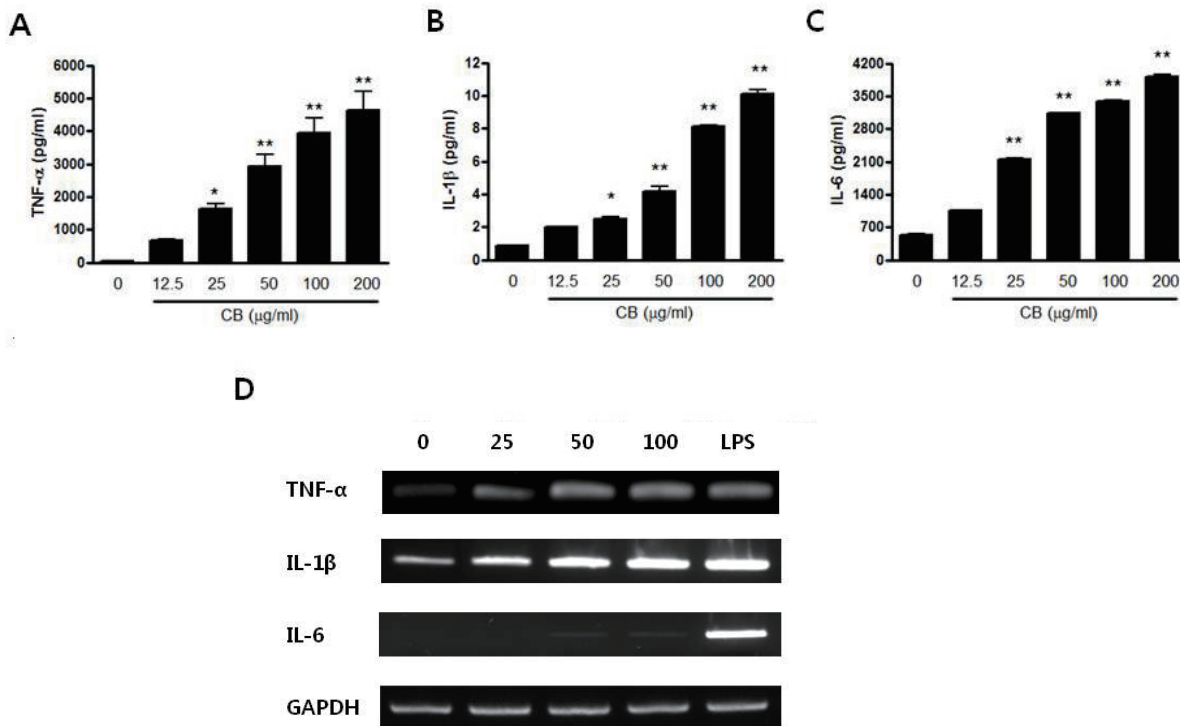 A
TNF-α (pg/ml)
6000
5000
4000
3000
2000
1000
0
*
**
**
**
0 12.5 25 50 100 200
CB (μg/ml)
B
IL-1β (pg/ml)
12
10
8
6
4
2
0
*
**
**
**
0 12.5 25 50 100 200
CB (μg/ml)
C
IL-6 (pg/ml)
4200
3500
2800
2100
1400
700
0
**
**
**
**
0 12.5 25 50 100 200
CB (μg/ml)
D
0 25 50 100 LPS
TNF-α
IL-1β
IL-6
GAPDH